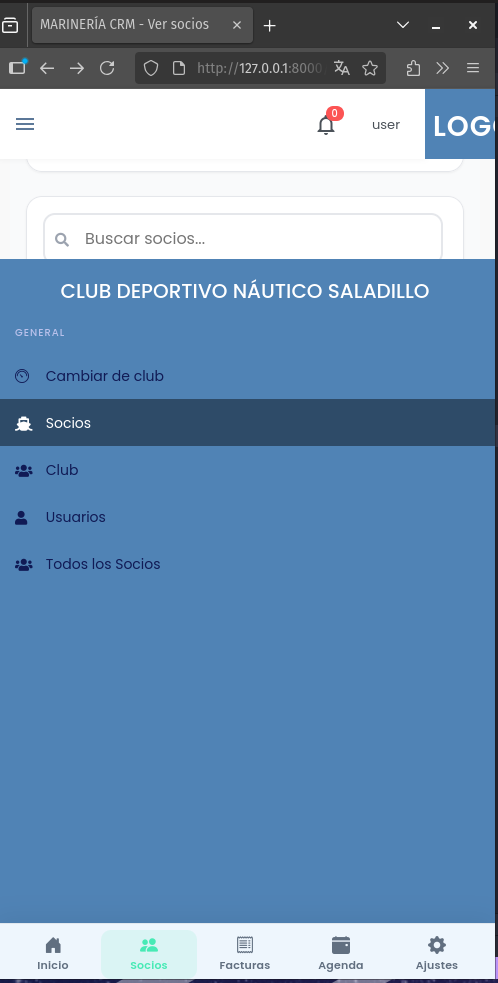 MARINERÍA CRM - Ver socios
http://127.0.0.1:8000
0
user
LOG
Buscar socios...
CLUB DEPORTIVO NÁUTICO SALADILLO
GENERAL
Cambiar de club
Socios
Club
Usuarios
Todos los Socios
Inicio Socios Facturas Agenda Ajustes